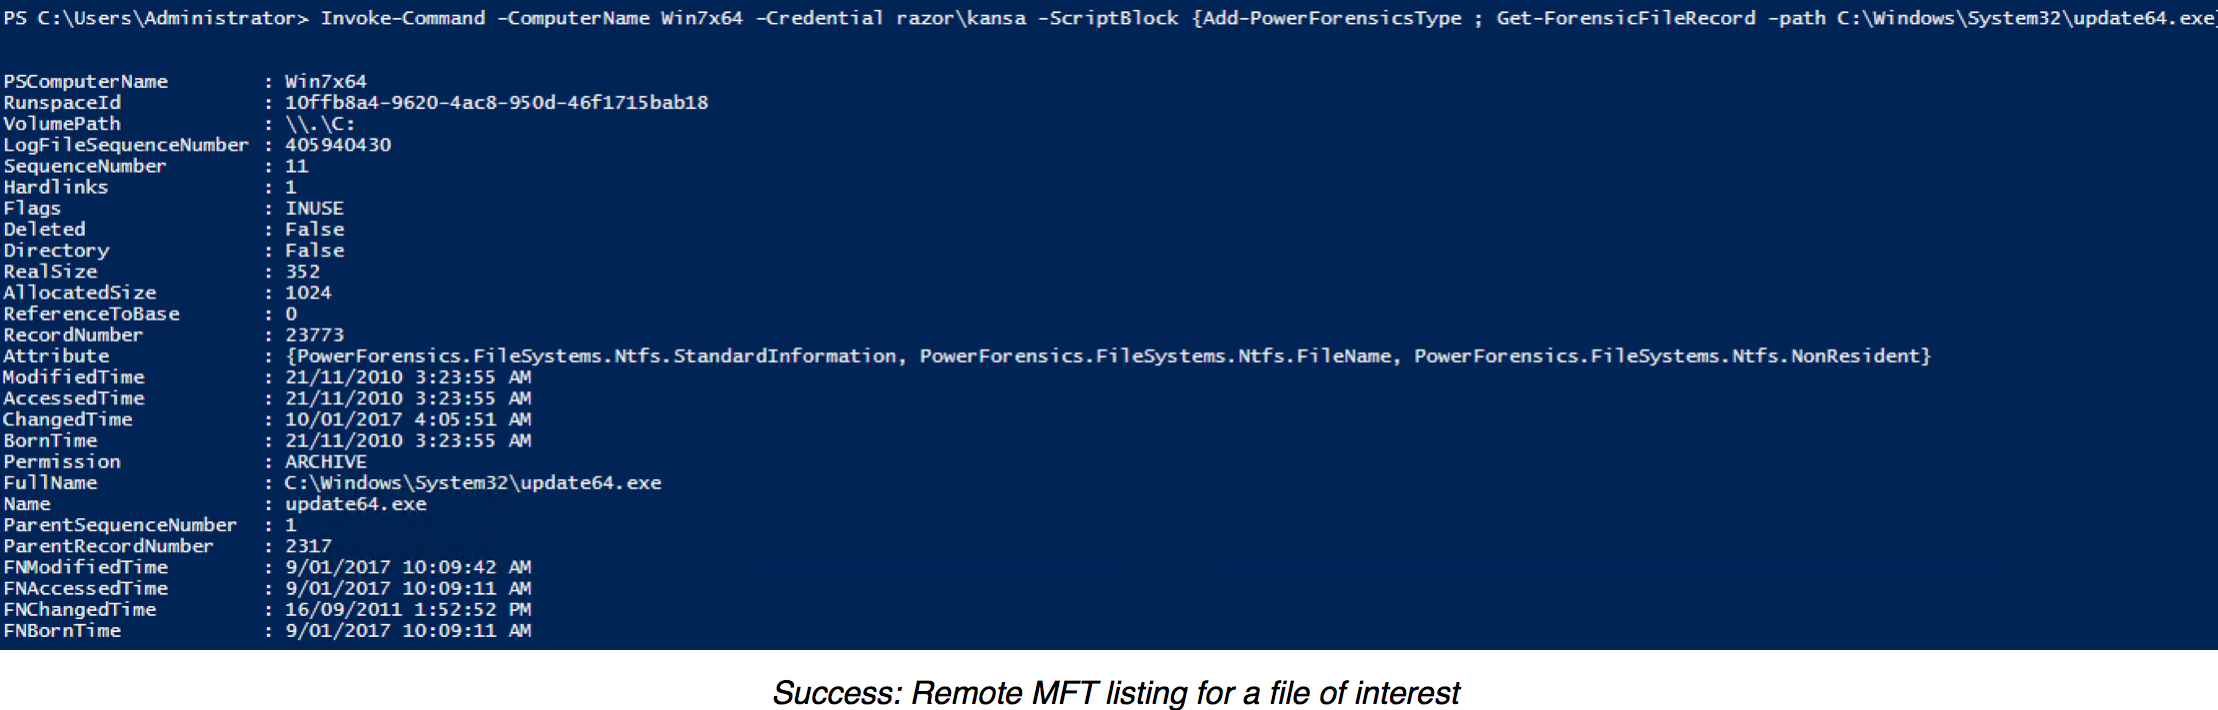 PS C:\Users\Administrator> Invoke-Command -ComputerName Win7x64 -Credential razor\kansa -ScriptBlock {Add-PowerForensicsType ; Get-ForensicFileRecord -path C:\Windows\System32\update64.exe}
PSComputerName : Win7x64
RunspaceId : 10ffb8a4-9620-4ac8-950d-46f1715bab18
VolumePath : \\.\C:
LogFileSequenceNumber : 405940430
SequenceNumber : 11
Hardlinks : 1
Flags : INUSE
Deleted : False
Directory : False
RealSize : 352
AllocatedSize : 1024
ReferenceToBase : 0
RecordNumber : 23773
Attribute : {PowerForensics.FileSystems.Ntfs.StandardInformation, PowerForensics.FileSystems.Ntfs.FileName, PowerForensics.FileSystems.Ntfs.NonResident}
ModifiedTime : 21/11/2010 3:23:55 AM
AccessedTime : 21/11/2010 3:23:55 AM
ChangedTime : 10/01/2017 4:05:51 AM
BornTime : 21/11/2010 3:23:55 AM
Permission : ARCHIVE
FullName : C:\Windows\System32\update64.exe
Name : update64.exe
ParentSequenceNumber : 1
ParentRecordNumber : 2317
FNModifiedTime : 9/01/2017 10:09:42 AM
FNAccessedTime : 9/01/2017 10:09:11 AM
FNChangedTime : 16/09/2011 1:52:52 PM
FNBornTime : 9/01/2017 10:09:11 AM
Success: Remote MFT listing for a file of interest